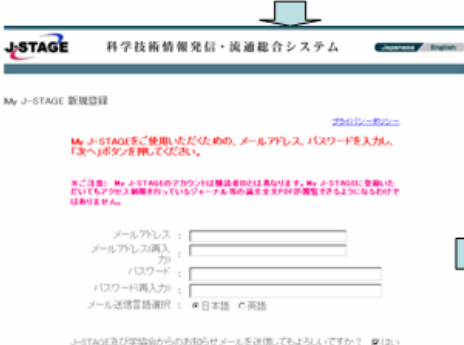 J-STAGE 科学技術情報発信・流通総合システム Japanese English
My J-STAGE 新規登録
プライバシーポリシー
My J-STAGEをご使用いただくための、メールアドレス、パスワードを入力し、
「次へ」ボタンを押してください。
※ご注意! My J-STAGEのアカウントは購読者IDとは異なります。My J-STAGEに登録いた
だいてもアクセス制限を行っているジャーナル等の論文全文PDFが閲覧できるようになるわけで
はありません。
メールアドレス :
メールアドレス(再入
力) :
パスワード :
パスワード(再入力) :
メール送信言語選択 : 日本語 英語
J-STAGE及び学協会からのお知らせメールを送信してもよろしいですか? はい